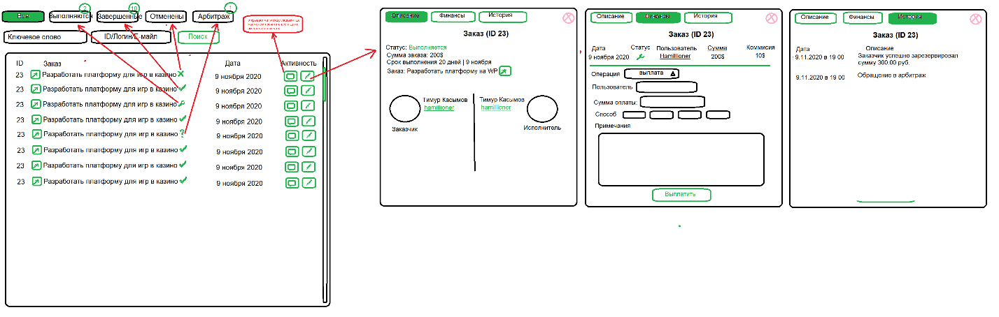 Все
Выполняются
2
Завершенные
10
Отменены
Арбитраж
1
Ключевое слово
ID/Логин/Е-майл
Поиск
ID
Заказ
Дата
Активность
23 Разработать платформу для игр в казино 9 ноября 2020
23 Разработать платформу для игр в казино 9 ноября 2020
23 Разработать платформу для игр в казино 9 ноября 2020
23 Разработать платформу для игр в казино 9 ноября 2020
23 Разработать платформу для игр в казино ? 9 ноября 2020
23 Разработать платформу для игр в казино 9 ноября 2020
23 Разработать платформу для игр в казино 9 ноября 2020
23 Разработать платформу для игр в казино 9 ноября 2020
Описание
Финансы
История
Заказ (ID 23)
Статус: Выполняется
Сумма заказа: 200$
Срок выполнения 20 дней | 9 ноября
Заказ: Разработать платформу на WP
Тимур Касымов
hamillioner
Заказчик
Тимур Касымов
hamillioner
Исполнитель
Описание
Финансы
История
Заказ (ID 23)
Дата
Статус
Пользователь
Сумма
Коммисия
9 ноября 2020
Hamillioner
200$
10$
Операция
выплата
Пользователь
Сумма оплаты:
Способ
Примечания
Выплатить
Описание
Финансы
История
Заказ (ID 23)
Дата
Описание
9.11.2020 в 19 00
Заказчик успешно зарезервировал
сумму 300.00 руб.
9.11.2020 в 19 00
Обращение в арбитраж